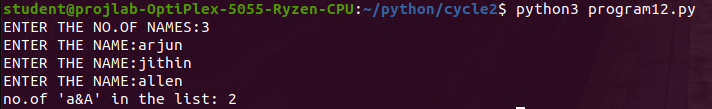 student@projlab-OptiPlex-5055-Ryzen-CPU:~/python/cycle2$ python3 program12.py
ENTER THE NO.OF NAMES:3
ENTER THE NAME:arjun
ENTER THE NAME:jithin
ENTER THE NAME:allen
no.of 'a&A' in the list: 2